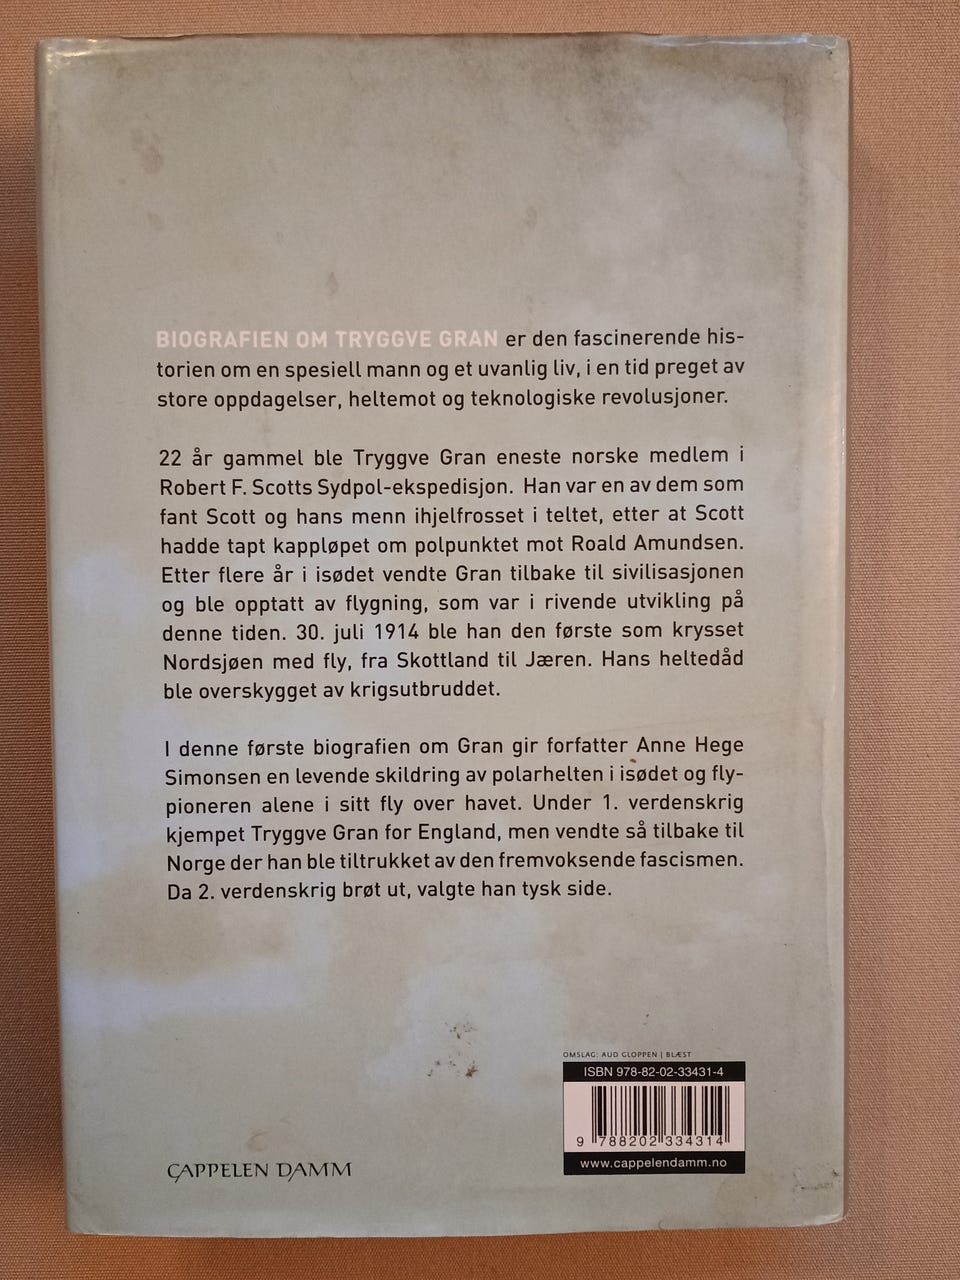 BIOGRAFIEN OM TRYGGVE GRAN er den fascinerende his-
torien om en spesiell mann og et uvanlig liv, i en tid preget av
store oppdagelser, heltemot og teknologiske revolusjoner.
22 år gammel ble Tryggve Gran eneste norske medlem i
Robert F. Scotts Sydpol-ekspedisjon. Han var en av dem som
fant Scott og hans menn ihjelfrosset i teltet, etter at Scott
hadde tapt kappløpet om polpunktet mot Roald Amundsen.
Etter flere år i isødet vendte Gran tilbake til sivilisasjonen
og ble opptatt av flygning, som var i rivende utvikling på
denne tiden. 30. juli 1914 ble han den første som krysset
Nordsjøen med fly, fra Skottland til Jæren. Hans heltedåd
ble overskygget av krigsutbruddet.
I denne første biografien om Gran gir forfatter Anne Hege
Simonsen en levende skildring av polarhelten i isødet og fly-
pioneren alene i sitt fly over havet. Under 1. verdenskrig
kjempet Tryggve Gran for England, men vendte så tilbake til
Norge der han ble tiltrukket av den fremvoksende fascismen.
Da 2. verdenskrig brøt ut, valgte han tysk side.
OMSLAG: AUD GLOPPEN | BLÆST
ISBN 978-82-02-33431-4
9 788202 334314
www.cappelendamm.no
CAPPELEN DAMM